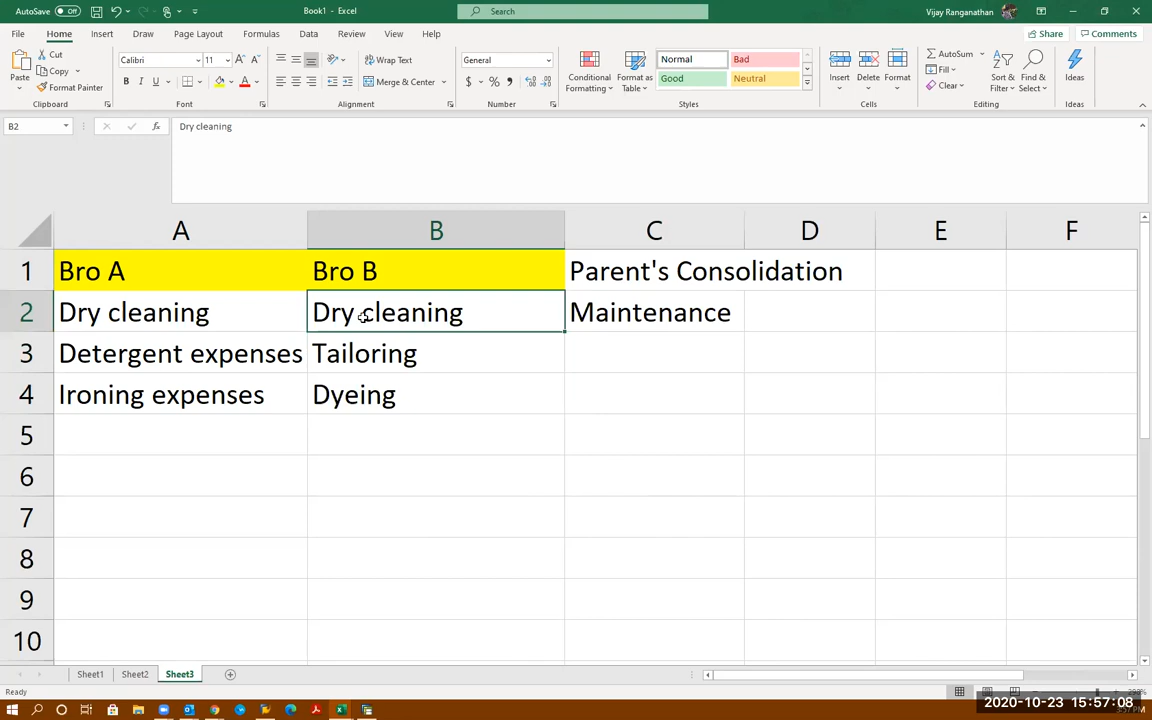 AutoSave Off
Book1 - Excel
Search
Vijay Ranganathan
File Home Insert Draw Page Layout Formulas Data Review View Help
Share Comments
Paste
Cut
Copy
Format Painter
Clipboard
Calibri 11
B I U
Font
Wrap Text
Merge & Center
Alignment
General
$ % ,
Number
Conditional Formatting
Format as Table
Normal Bad
Good Neutral
Styles
Insert Delete Format
Cells
AutoSum
Fill
Clear
Sort & Filter
Find & Select
Editing
Ideas
Ideas
B2
fx
Dry cleaning
A B C D E F
1 Bro A Bro B Parent's Consolidation
2 Dry cleaning Dry cleaning Maintenance
3 Detergent expenses Tailoring
4 Ironing expenses Dyeing
5
6
7
8
9
10
Sheet1 Sheet2 Sheet3
Ready
2020-10-23 15:57:08